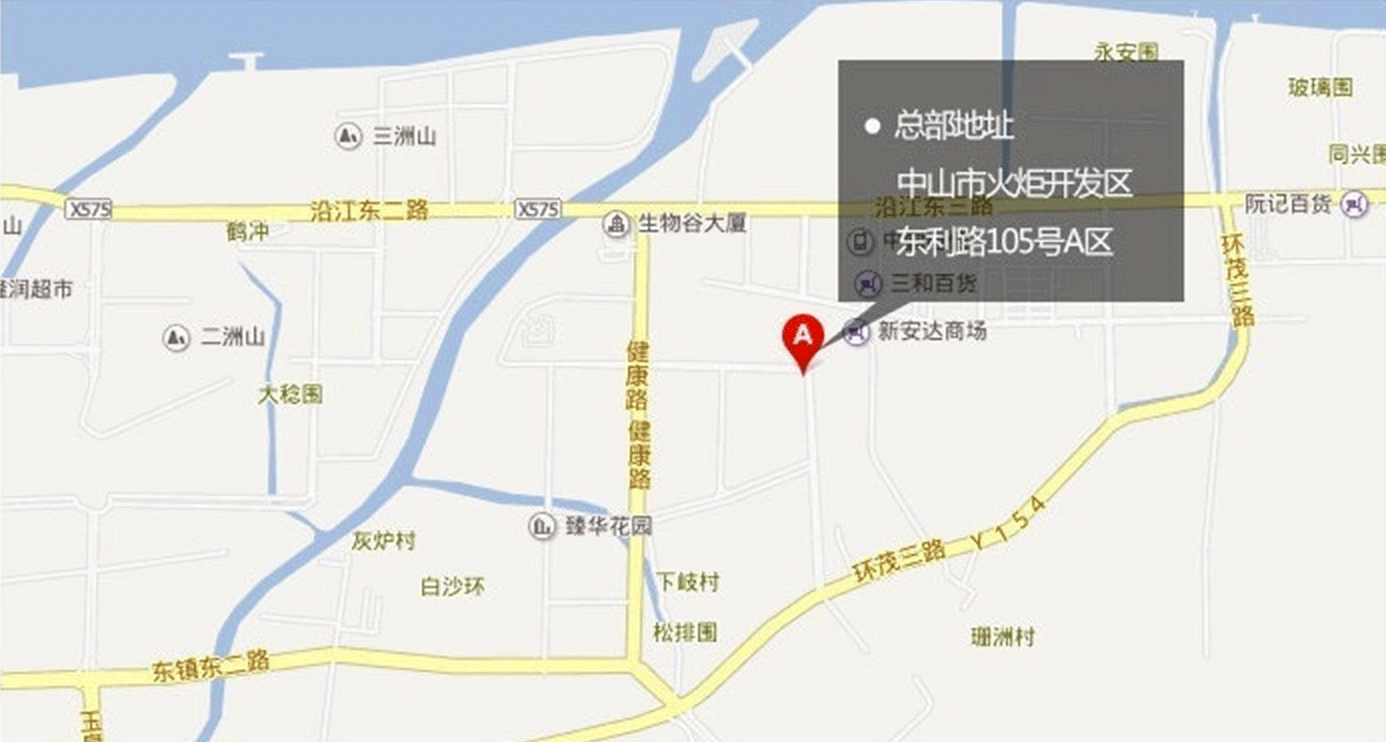 永安围
玻璃围
总部地址
三洲山
同兴围
中山市火炬开发区
X575
沿江东二路
X575
沿江东三路
阮记百货
山
鹤冲
生物谷大厦
东利路105号A区
环茂三路
三和百货
润超市
二洲山
A
新安达商场
健康路
大稔围
健康路
臻华花园
灰炉村
Y154
环茂三路
白沙环
下岐村
松排围
珊洲村
东镇东二路